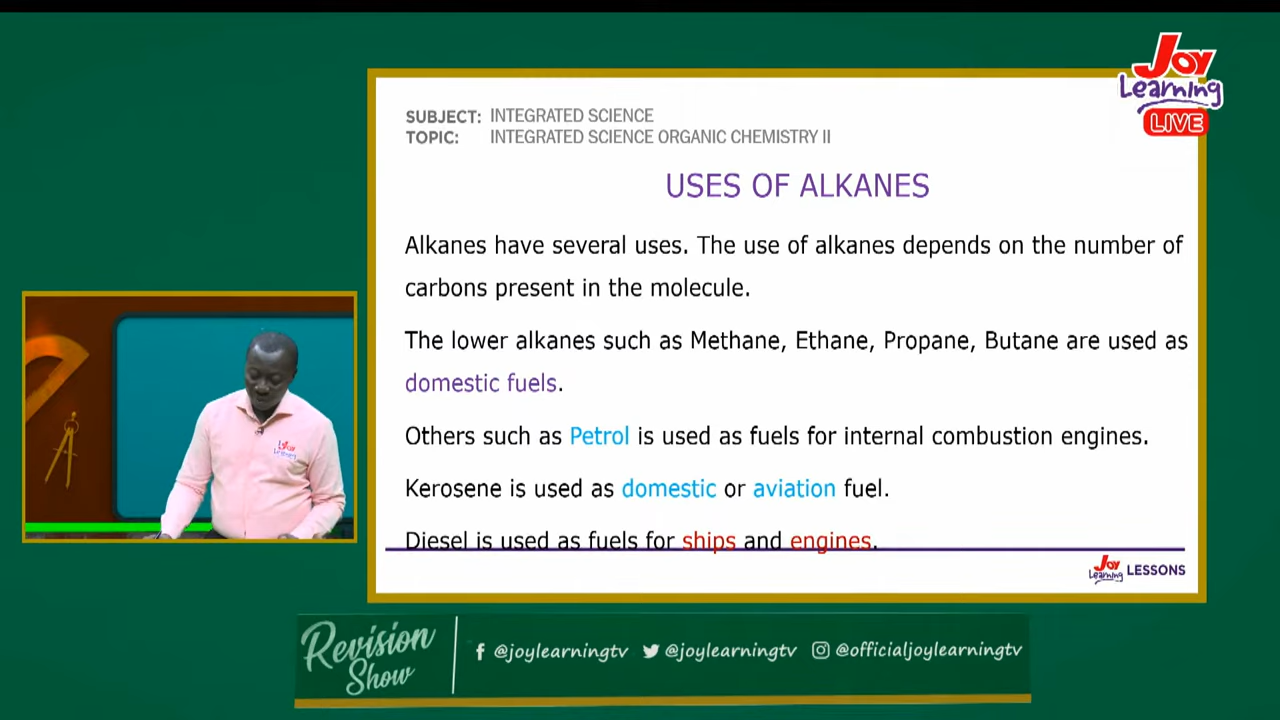 Joy
Learning
LIVE
SUBJECT: INTEGRATED SCIENCE
TOPIC: INTEGRATED SCIENCE ORGANIC CHEMISTRY II
USES OF ALKANES
Alkanes have several uses. The use of alkanes depends on the number of
carbons present in the molecule.
The lower alkanes such as Methane, Ethane, Propane, Butane are used as
domestic fuels.
Others such as Petrol is used as fuels for internal combustion engines.
Kerosene is used as domestic or aviation fuel.
Diesel is used as fuels for ships and engines.
Joy
Learning LESSONS
Joy
Learning
Revision
Show
@joylearningtv @joylearningtv @officialjoylearningtv